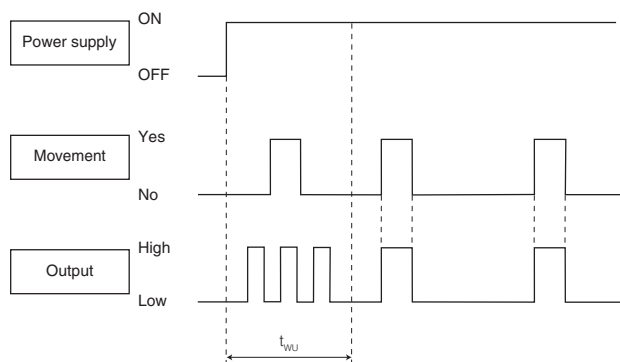 Power supply
ON
OFF
Movement
Yes
No
Output
High
Low
tWU